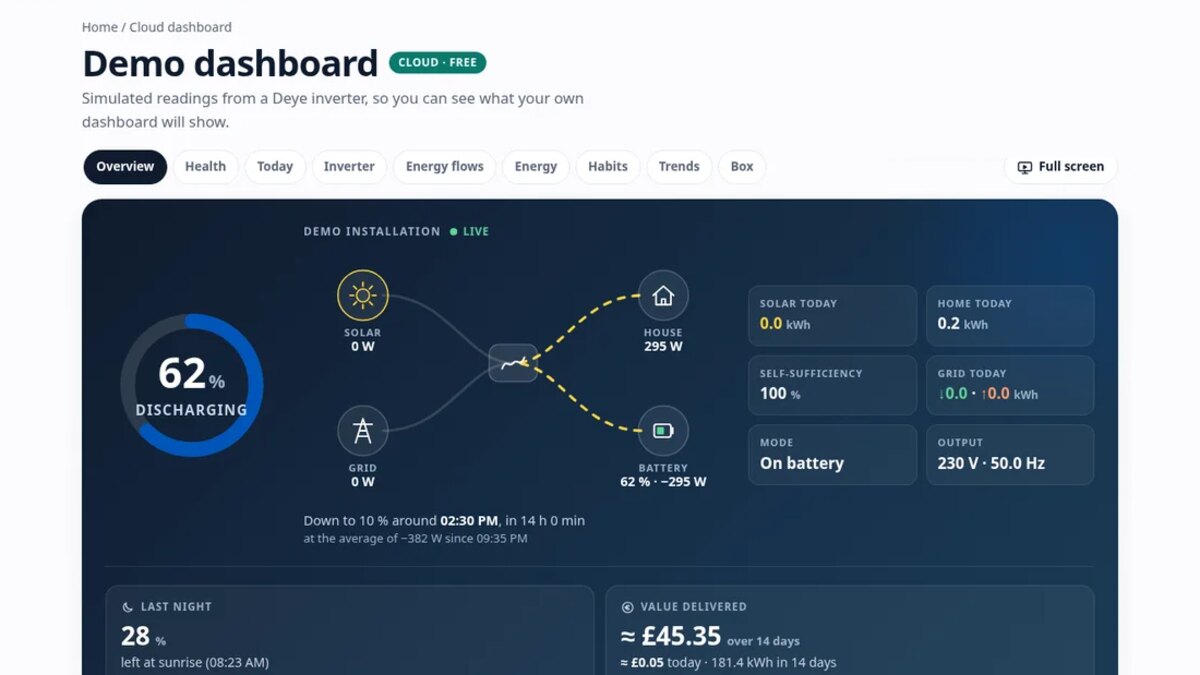 Home / Cloud dashboard
Demo dashboard CLOUD · FREE
Simulated readings from a Deye inverter, so you can see what your own
dashboard will show.
Overview Health Today Inverter Energy flows Energy Habits Trends Box Full screen
DEMO INSTALLATION LIVE
SOLAR
0 W
HOUSE
295 W
62 %
DISCHARGING
GRID
0 W
BATTERY
62 % · −295 W
Down to 10 % around 02:30 PM, in 14 h 0 min
at the average of −382 W since 09:35 PM
SOLAR TODAY
0.0 kWh
HOME TODAY
0.2 kWh
SELF-SUFFICIENCY
100 %
GRID TODAY
↓0.0 · ↑0.0 kWh
MODE
On battery
OUTPUT
230 V · 50.0 Hz
LAST NIGHT
28 %
left at sunrise (08:23 AM)
VALUE DELIVERED
≈ £45.35 over 14 days
≈ £0.05 today · 181.4 kWh in 14 days